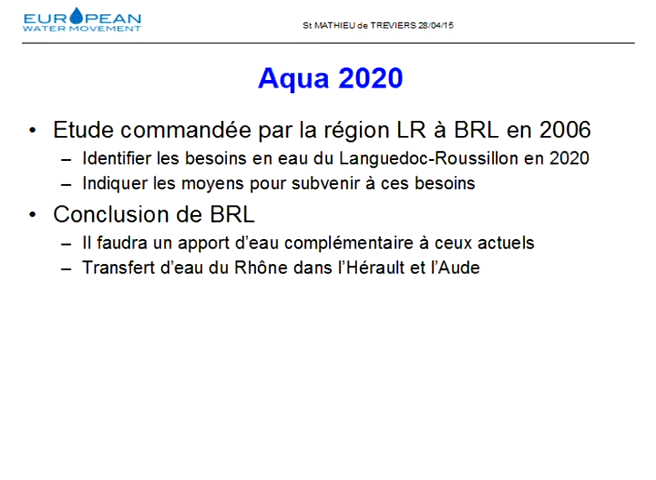 EUROPEAN
WATER MOVEMENT
St MATHIEU de TREVIERS 28/04/15
Aqua 2020
• Etude commandée par la région LR à BRL en 2006
– Identifier les besoins en eau du Languedoc-Roussillon en 2020
– Indiquer les moyens pour subvenir à ces besoins
• Conclusion de BRL
– Il faudra un apport d'eau complémentaire à ceux actuels
– Transfert d'eau du Rhône dans l'Hérault et l'Aude